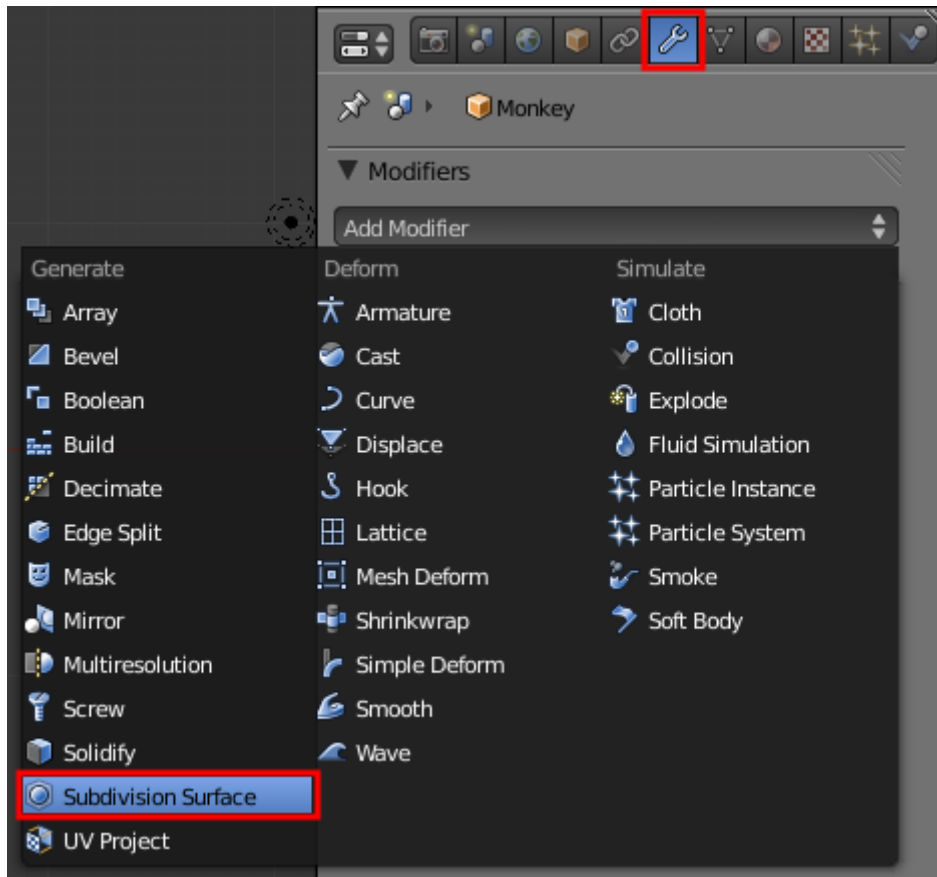 Monkey
Modifiers
Add Modifier
Generate
Array
Bevel
Boolean
Build
Decimate
Edge Split
Mask
Mirror
Multiresolution
Screw
Solidify
Subdivision Surface
UV Project
Deform
Armature
Cast
Curve
Displace
Hook
Lattice
Mesh Deform
Shrinkwrap
Simple Deform
Smooth
Wave
Simulate
Cloth
Collision
Explode
Fluid Simulation
Particle Instance
Particle System
Smoke
Soft Body